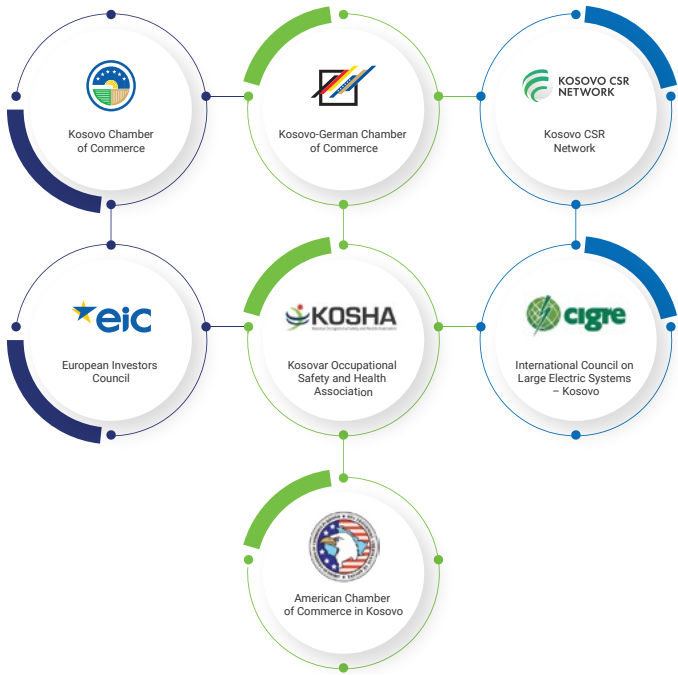 Kosovo Chamber
of Commerce
Kosovo-German Chamber
of Commerce
KOSOVO CSR
NETWORK
Kosovo CSR
Network
eic
European Investors
Council
KOSHA
Kosovar Occupational
Safety and Health
Association
cigre
International Council on
Large Electric Systems
– Kosovo
American Chamber
of Commerce in Kosovo